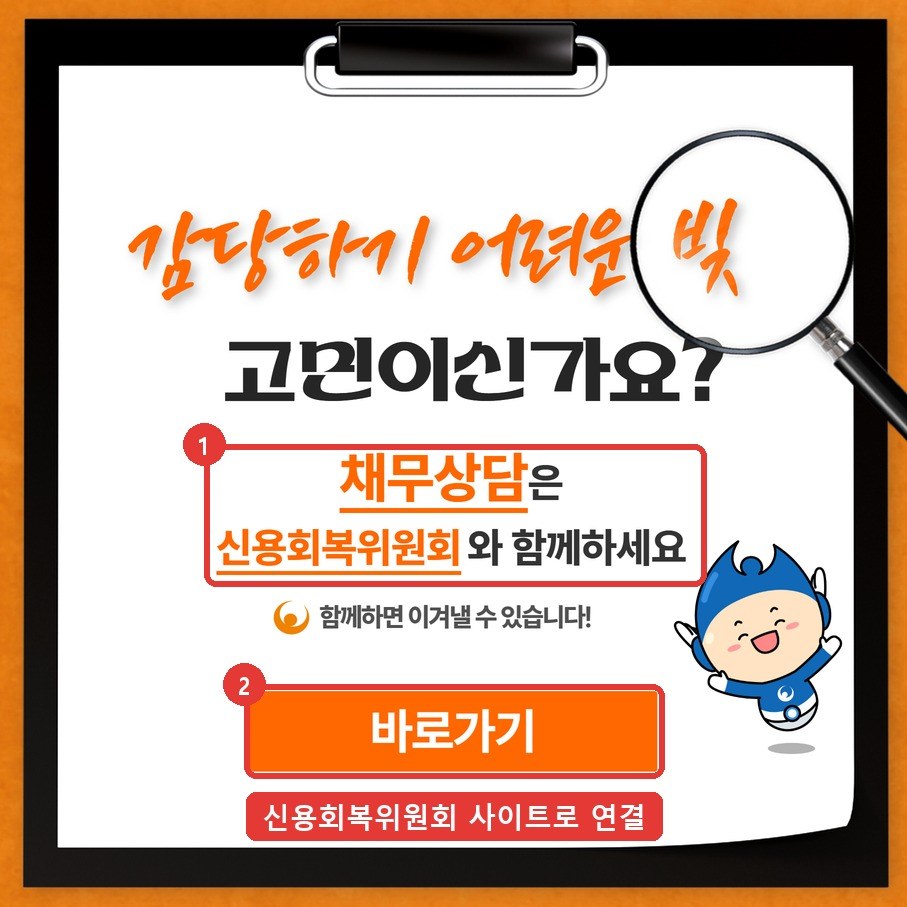 감당하기 어려운 빚
고민이신가요?
1
채무상담은
신용회복위원회와 함께하세요
함께하면 이겨낼 수 있습니다!
2
바로가기
신용회복위원회 사이트로 연결